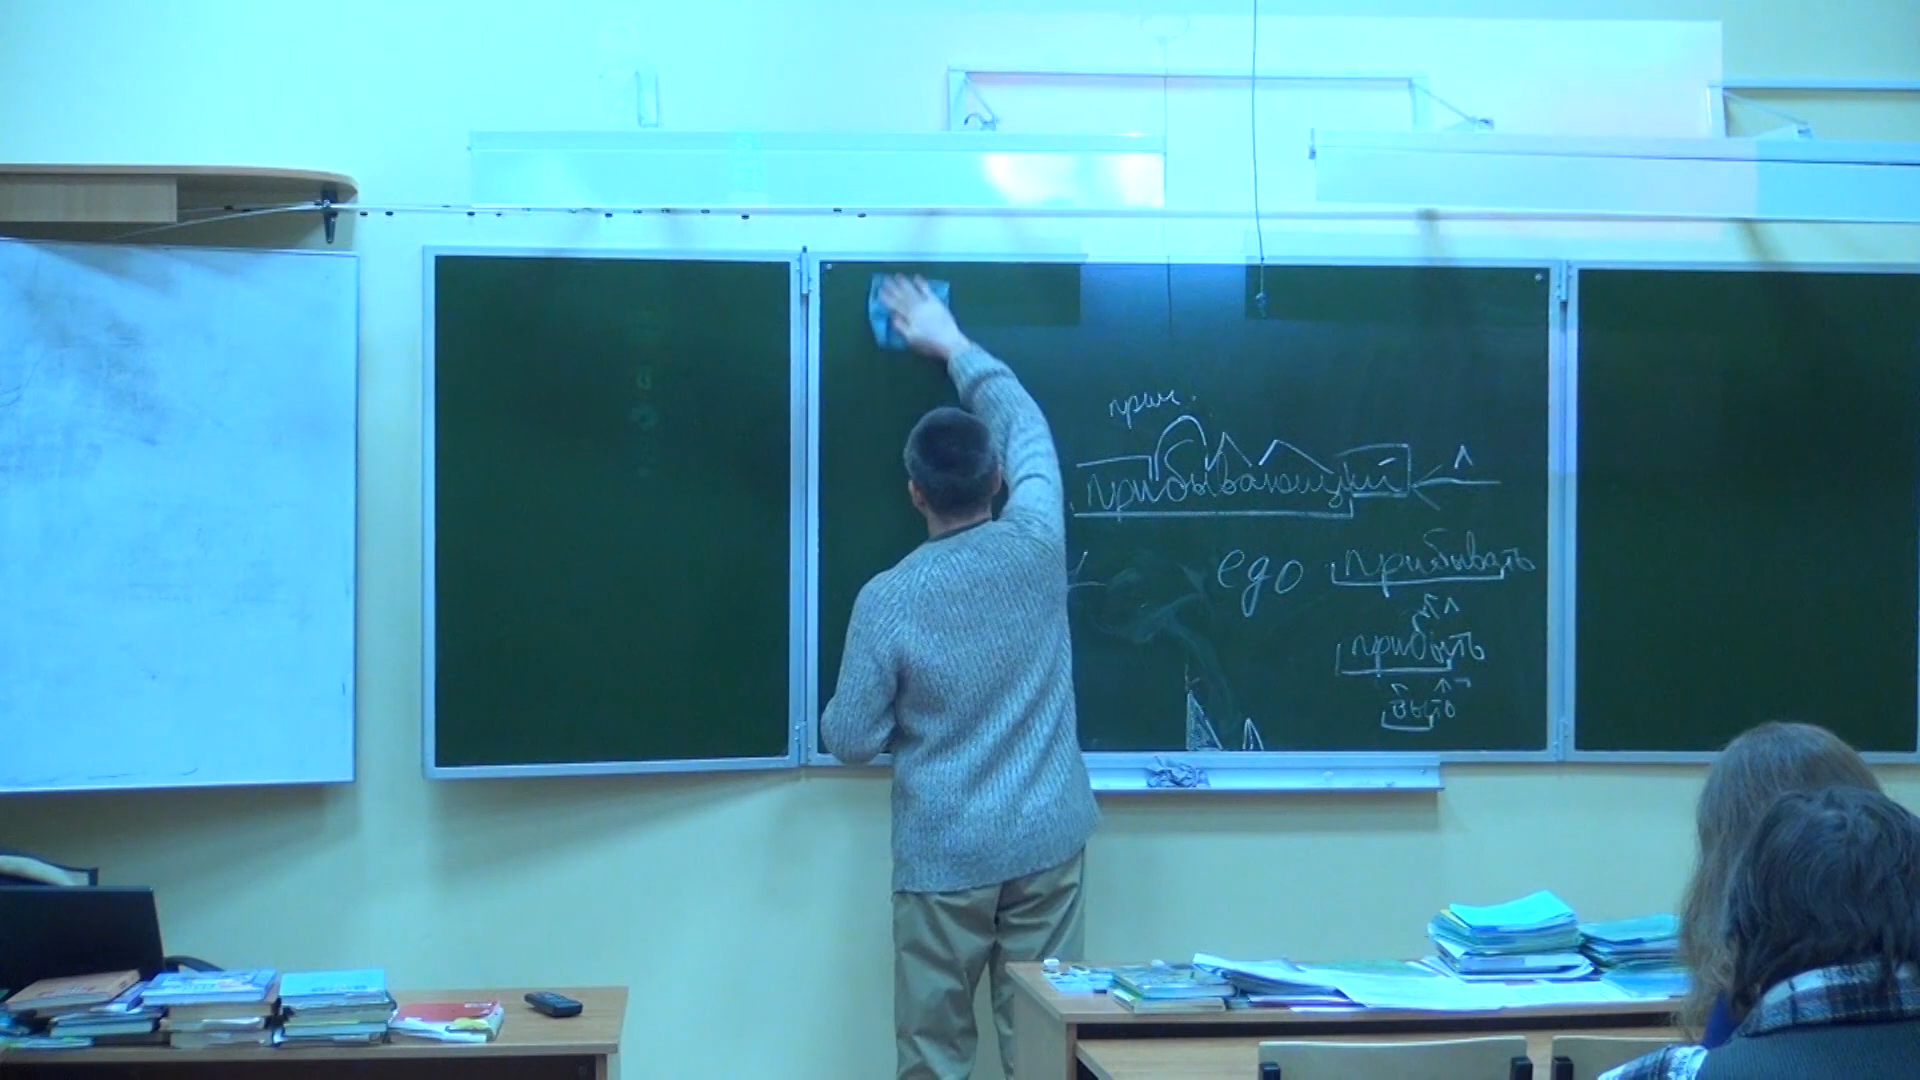 прич.
прибывающий
едо прибывать
прибыть
быть